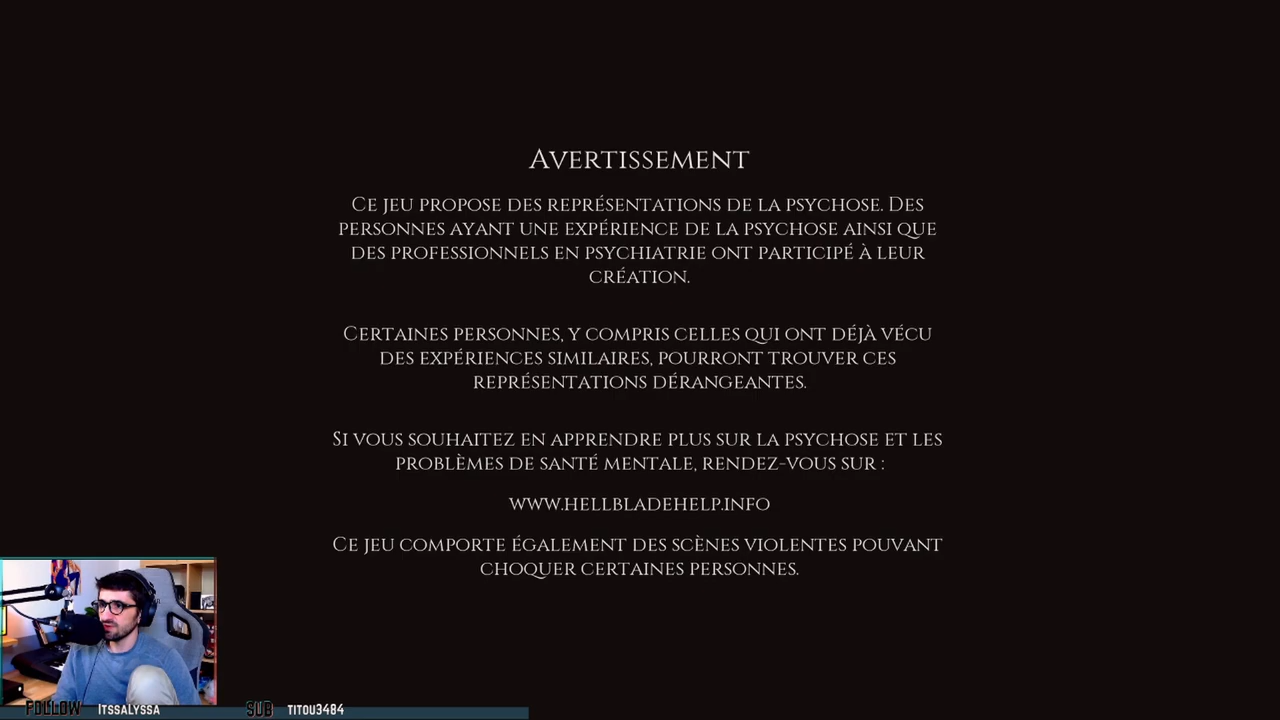 Avertissement
Ce jeu propose des représentations de la psychose. Des
personnes ayant une expérience de la psychose ainsi que
des professionnels en psychiatrie ont participé à leur
création.
Certaines personnes, y compris celles qui ont déjà vécu
des expériences similaires, pourront trouver ces
représentations dérangeantes.
Si vous souhaitez en apprendre plus sur la psychose et les
problèmes de santé mentale, rendez-vous sur :
www.hellbladehelp.info
Ce jeu comporte également des scènes violentes pouvant
choquer certaines personnes.
FOLLOW ItssaLyssa SUB titou3484